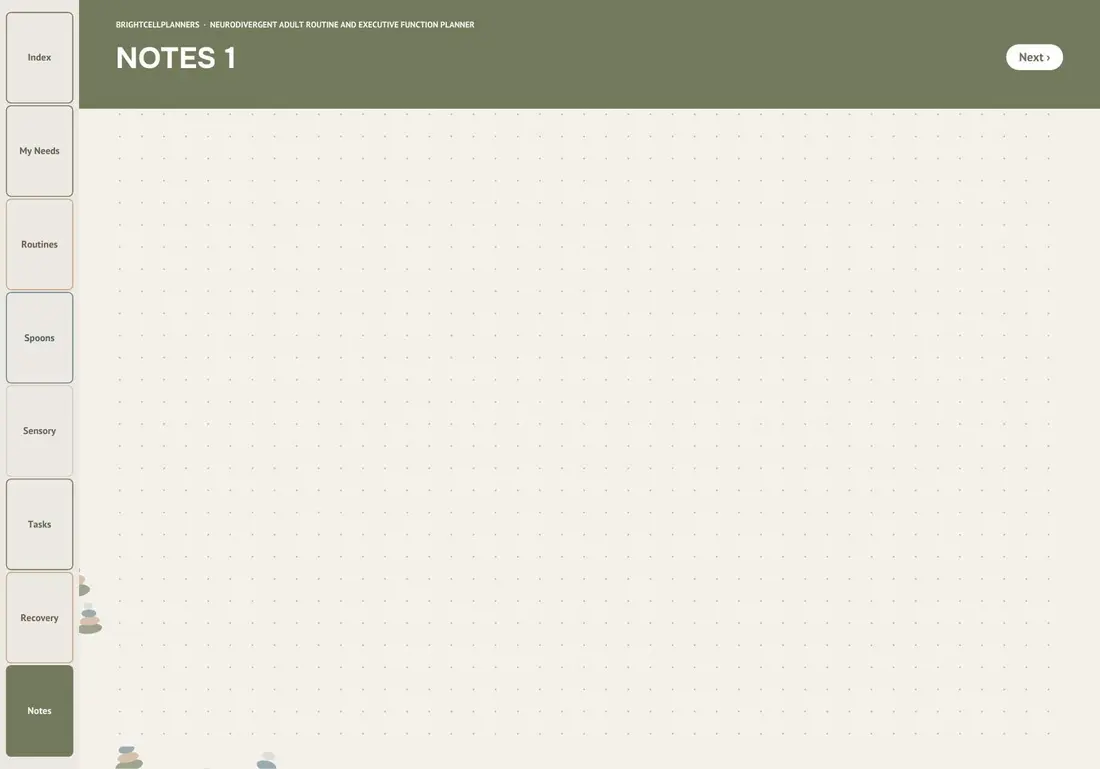 BRIGHTCELLPLANNERS · NEURODIVERGENT ADULT ROUTINE AND EXECUTIVE FUNCTION PLANNER
NOTES 1
Next ›
Index
My Needs
Routines
Spoons
Sensory
Tasks
Recovery
Notes